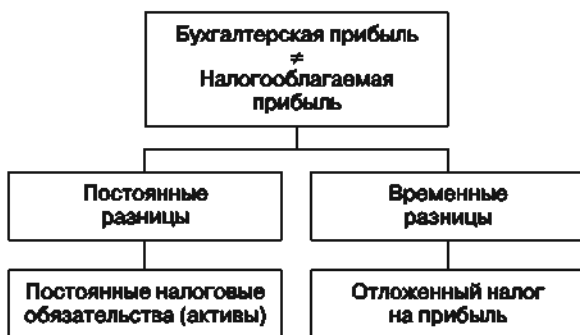 Бухгалтерская прибыль
≠
Налогооблагаемая
прибыль
Постоянные
разницы
Временные
разницы
Постоянные налоговые
обязательства (активы)
Отложенный налог
на прибыль